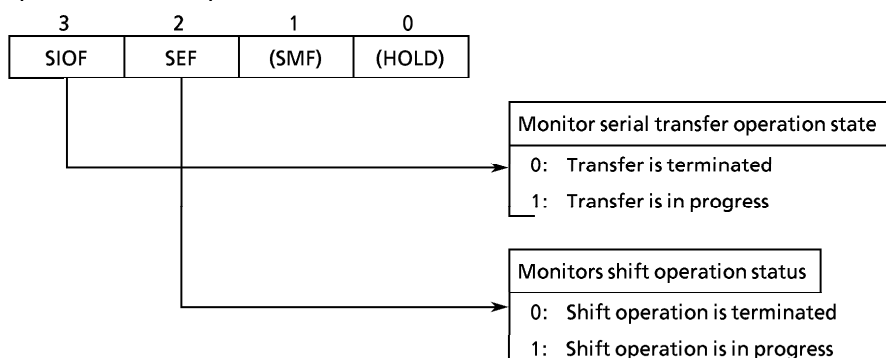 3 2 1 0
SIOF SEF (SMF) (HOLD)
Monitor serial transfer operation state
0: Transfer is terminated
1: Transfer is in progress
Monitors shift operation status
0: Shift operation is terminated
1: Shift operation is in progress